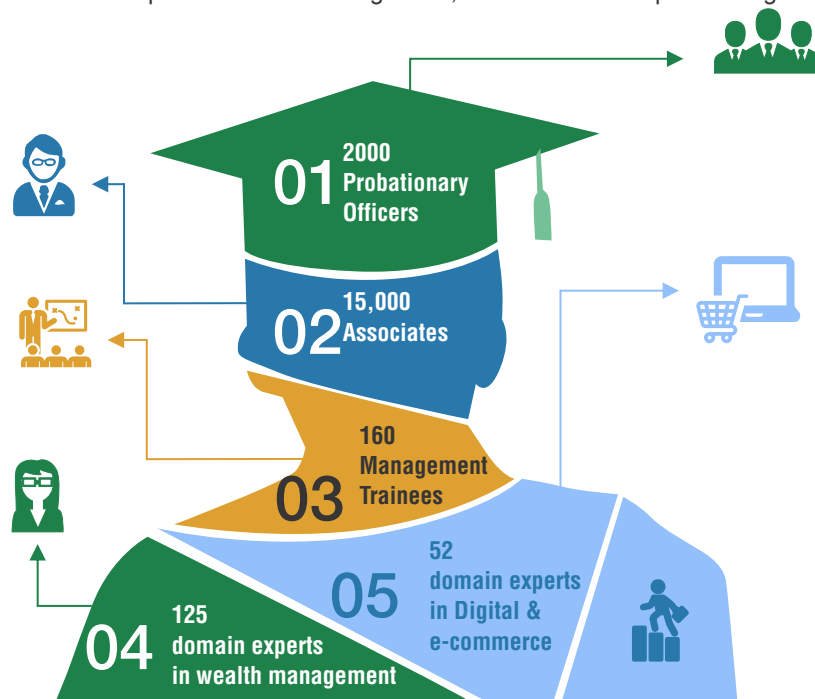 01
2000
Probationary
Officers
02
15,000
Associates
03
160
Management
Trainees
04
125
domain experts
in wealth management
05
52
domain experts
in Digital &
e-commerce